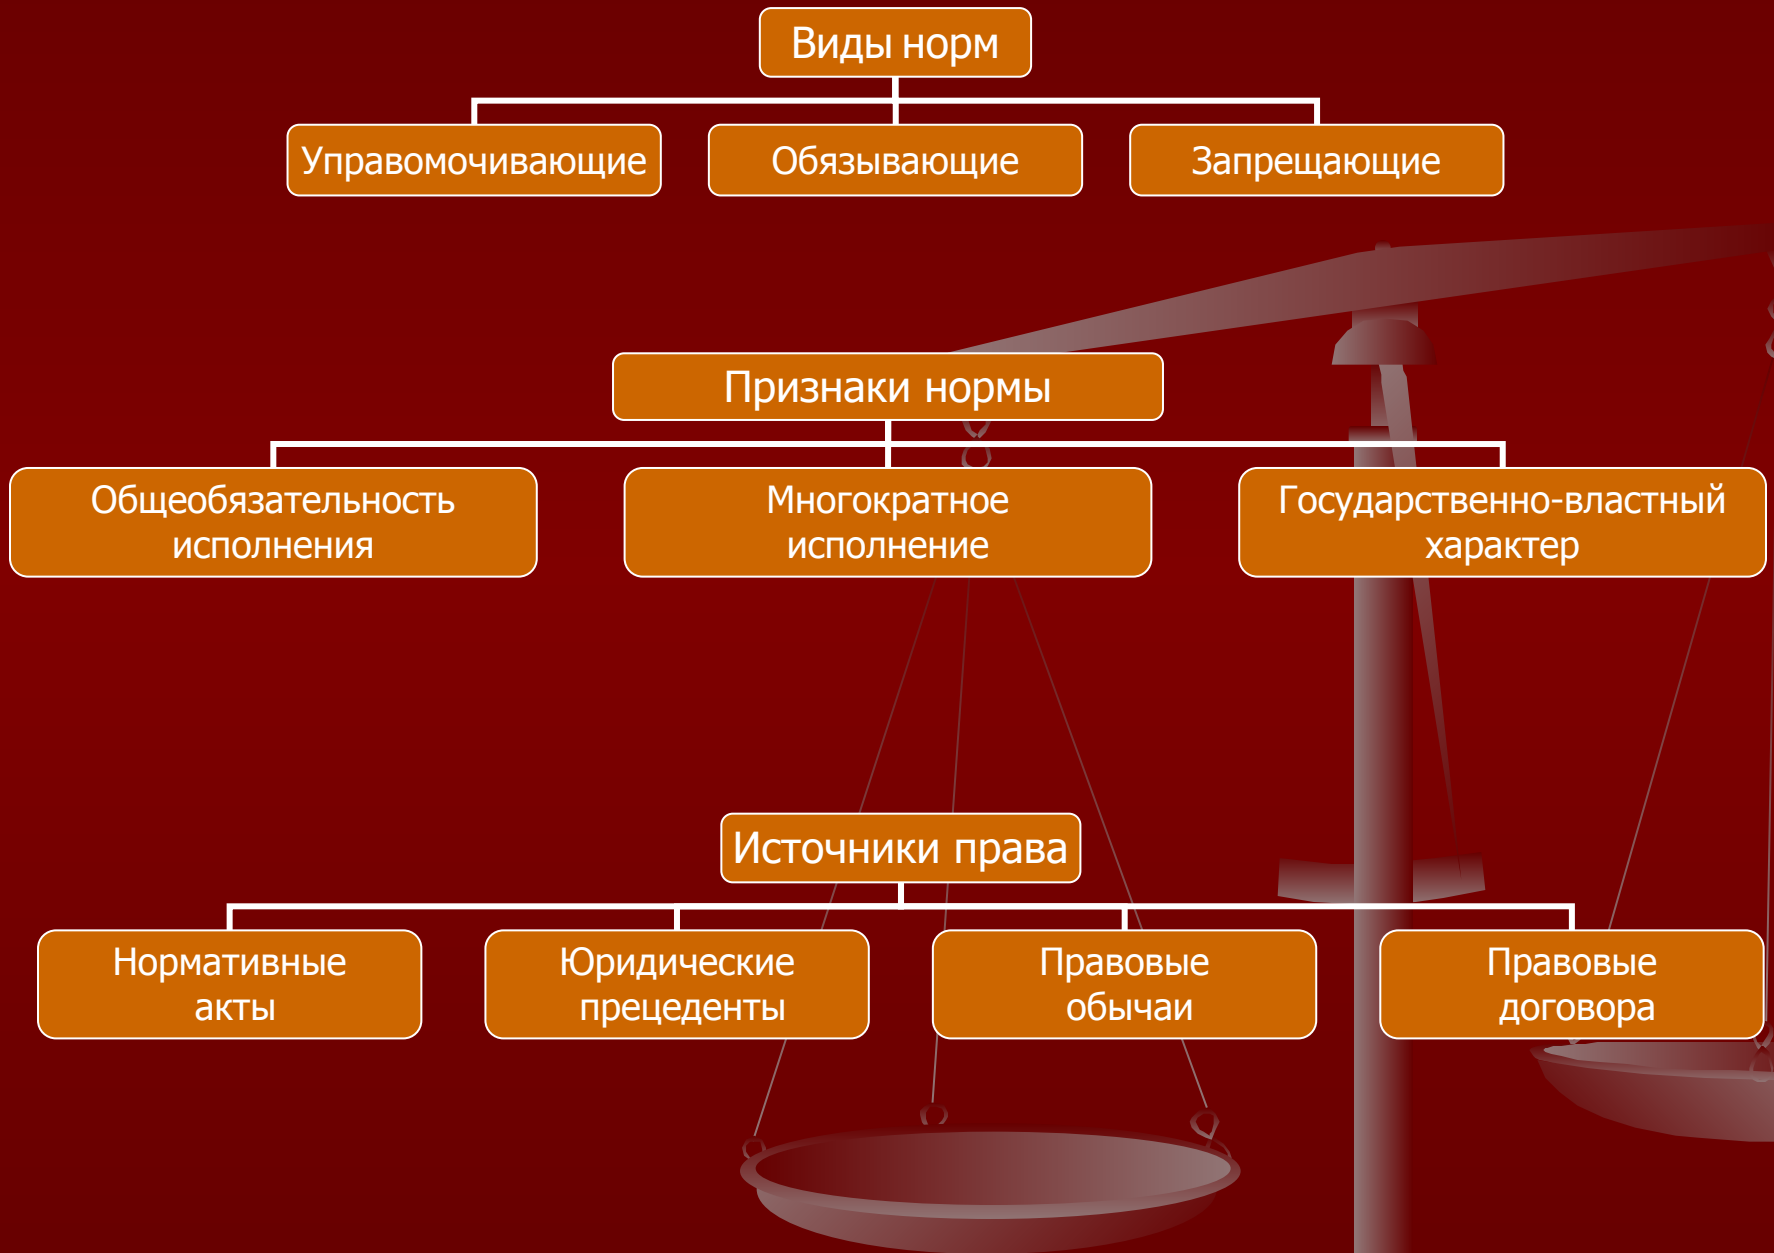 Виды норм
Управомочивающие
Обязывающие
Запрещающие
Признаки нормы
Общеобязательность
исполнения
Многократное
исполнение
Государственно-властный
характер
Источники права
Нормативные
акты
Юридические
прецеденты
Правовые
обычаи
Правовые
договора